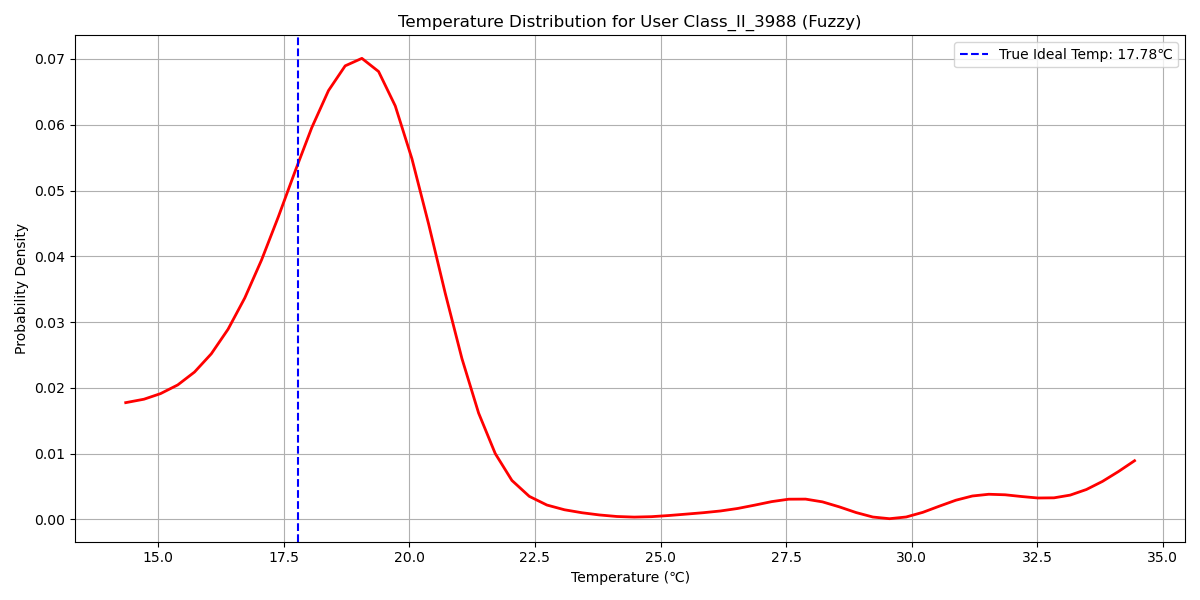 Temperature Distribution for User Class_II_3988 (Fuzzy)
True Ideal Temp: 17.78℃
Probability Density
0.07
0.06
0.05
0.04
0.03
0.02
0.01
0.00
15.0 17.5 20.0 22.5 25.0 27.5 30.0 32.5 35.0
Temperature (℃)